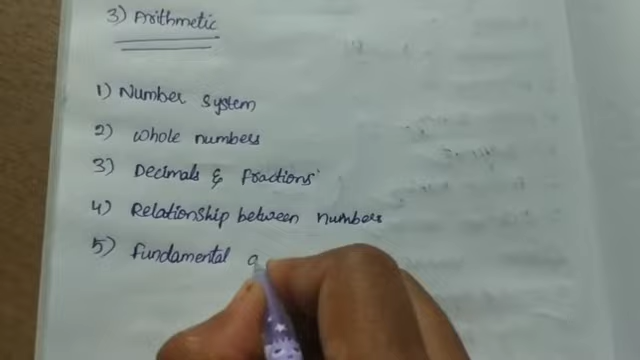 3) Arithmetic
1) Number system
2) Whole numbers
3) Decimals & fractions
4) Relationship between numbers
5) Fundamental